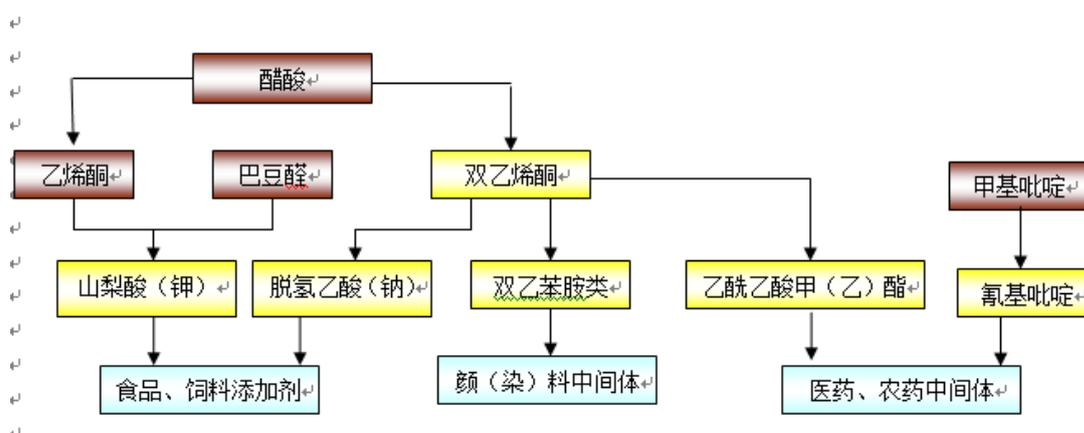 醋酸
乙烯酮
巴豆醛
双乙烯酮
甲基吡啶
山梨酸（钾）
脱氢乙酸（钠）
双乙苯胺类
乙酰乙酸甲（乙）酯
氰基吡啶
食品、饲料添加剂
颜（染）料中间体
医药、农药中间体